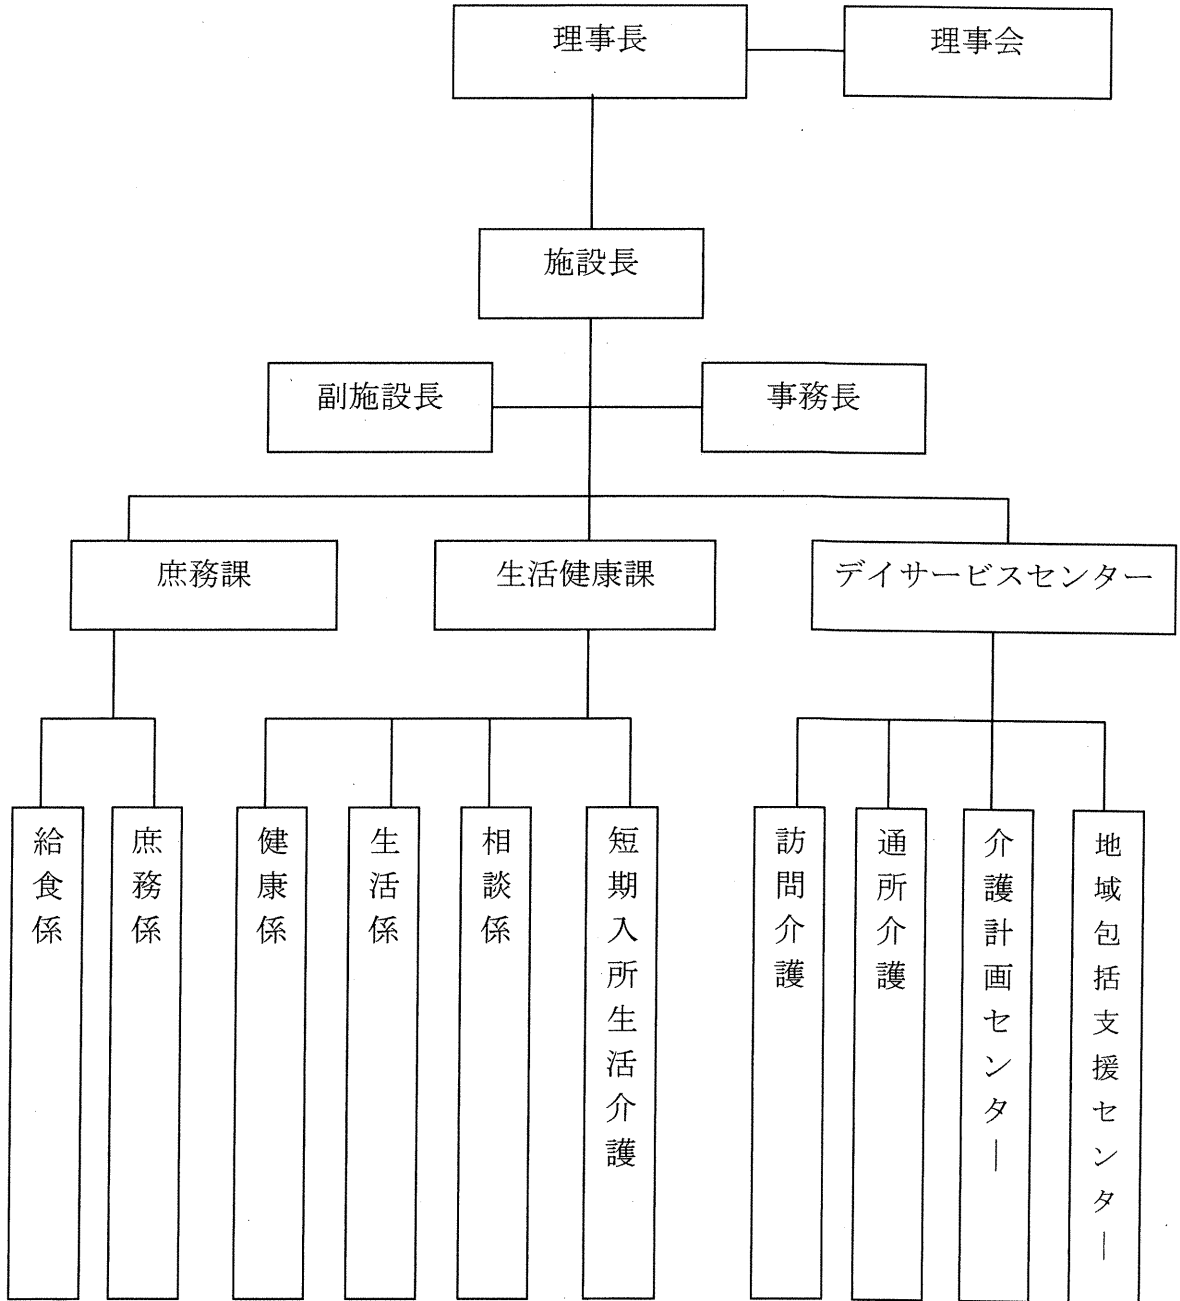 理事長
理事会
施設長
副施設長
事務長
庶務課
生活健康課
デイサービスセンター
給食係
庶務係
健康係
生活係
相談係
短期入所生活介護
訪問介護
通所介護
介護計画センター
地域包括支援センター